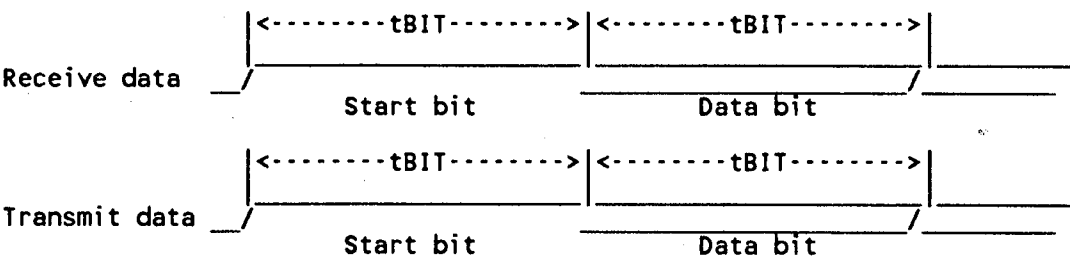 |<--------tBIT-------->|<--------tBIT-------->|
Receive data
Start bit Data bit
|<--------tBIT-------->|<--------tBIT-------->|
Transmit data
Start bit Data bit